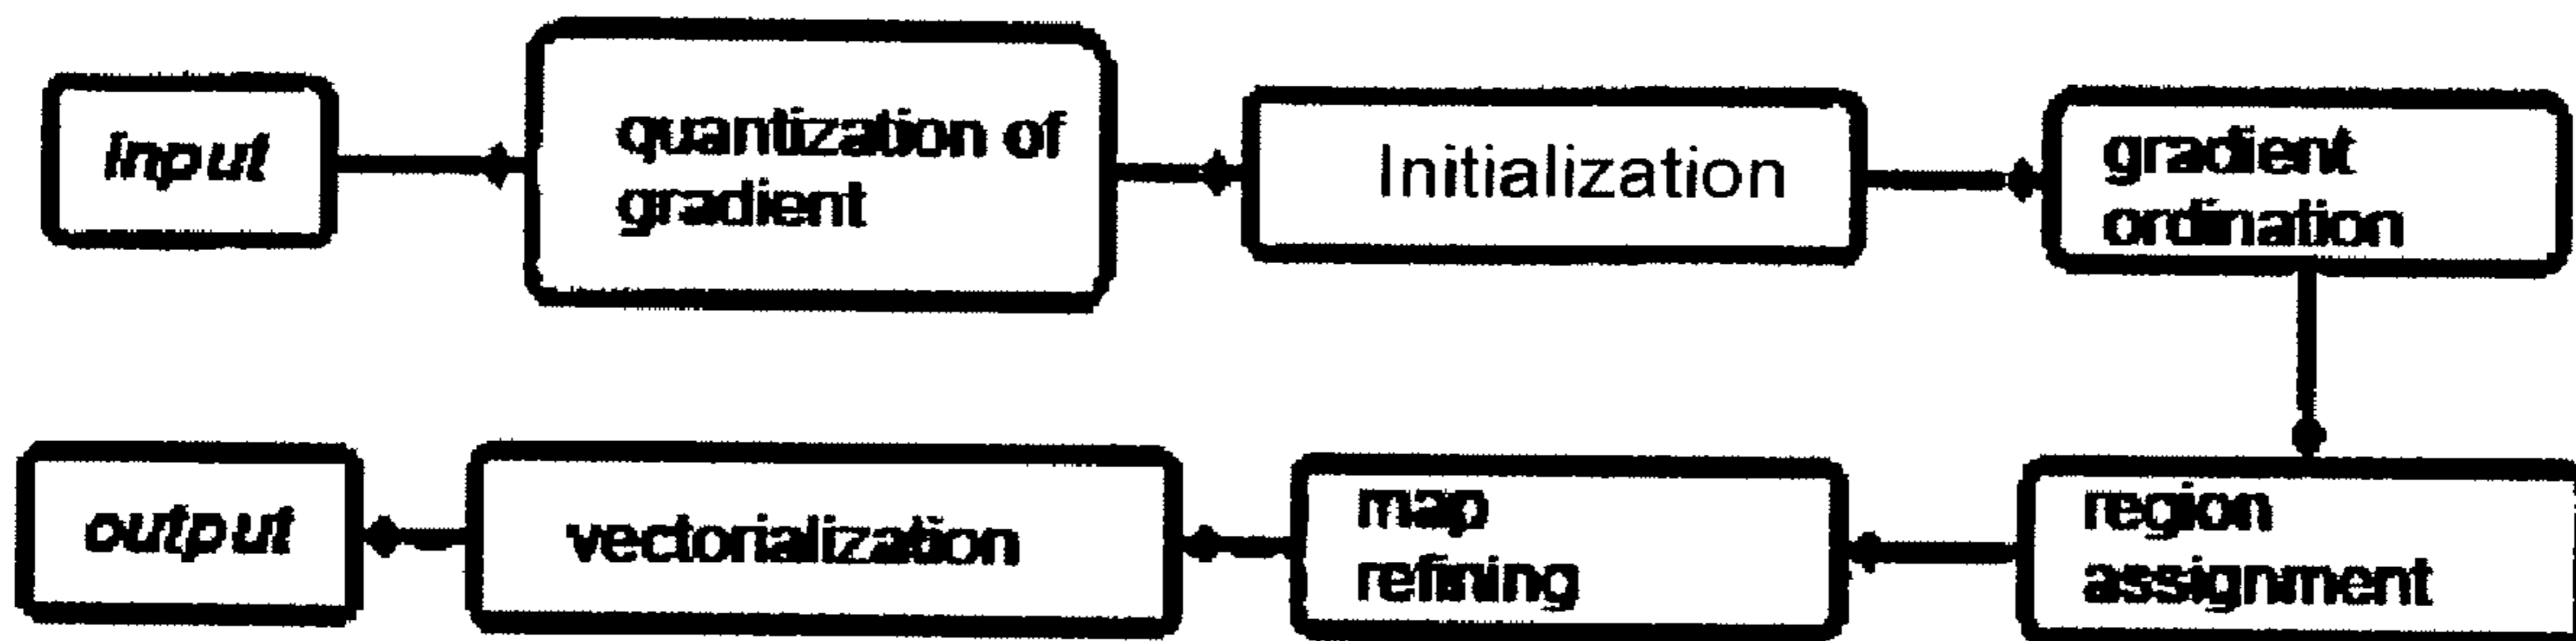 input
quantization of
gradient
Initialization
gradient
ordination
region
assignment
map
refining
vectorialization
output